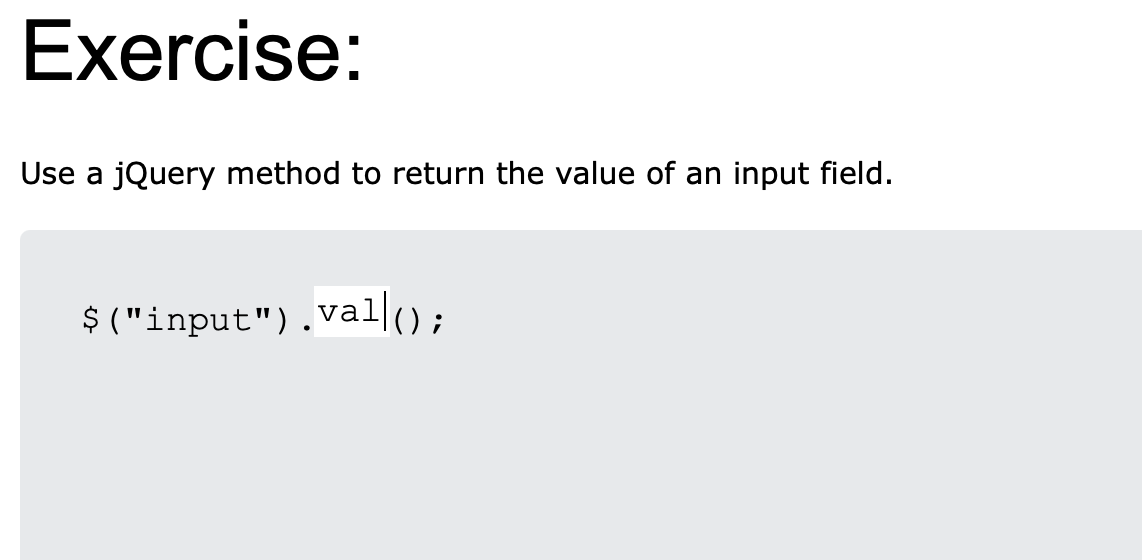 Exercise:
Use a jQuery method to return the value of an input field.
$("input").val();